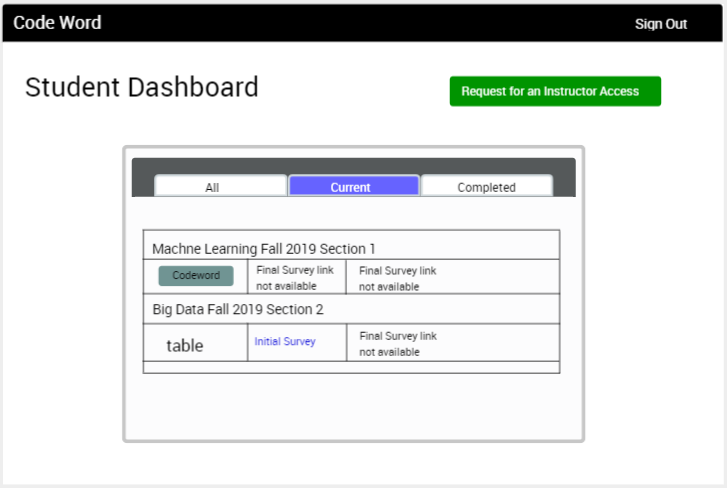 Code Word
Sign Out
Student Dashboard
Request for an Instructor Access
All
Current
Completed
Machne Learning Fall 2019 Section 1
Codeword
Final Survey link
not available
Final Survey link
not available
Big Data Fall 2019 Section 2
table
Initial Survey
Final Survey link
not available